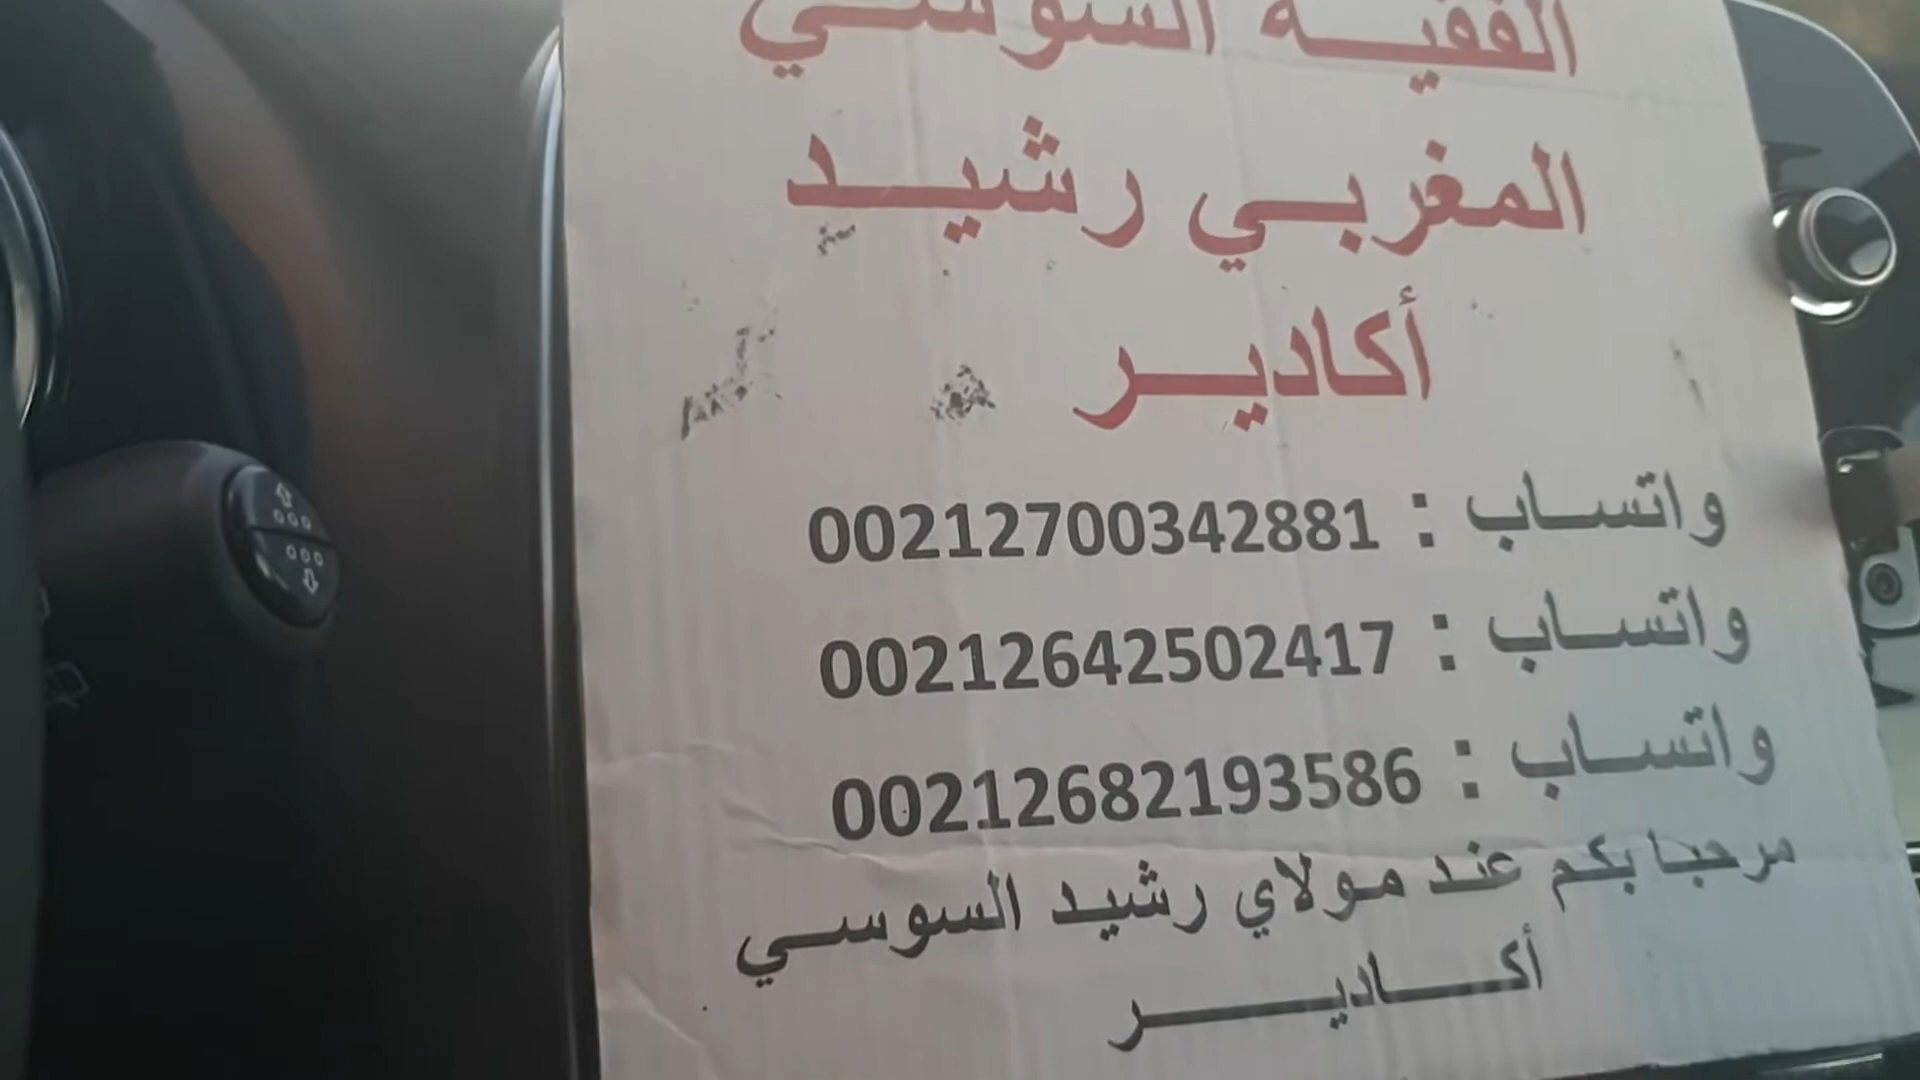 الفقيه السوسي
المغربي رشيد
أكادير
واتساب : 00212700342881
واتساب : 00212642502417
واتساب : 00212682193586
مرحبا بكم عند مولاي رشيد السوسي
أكادير